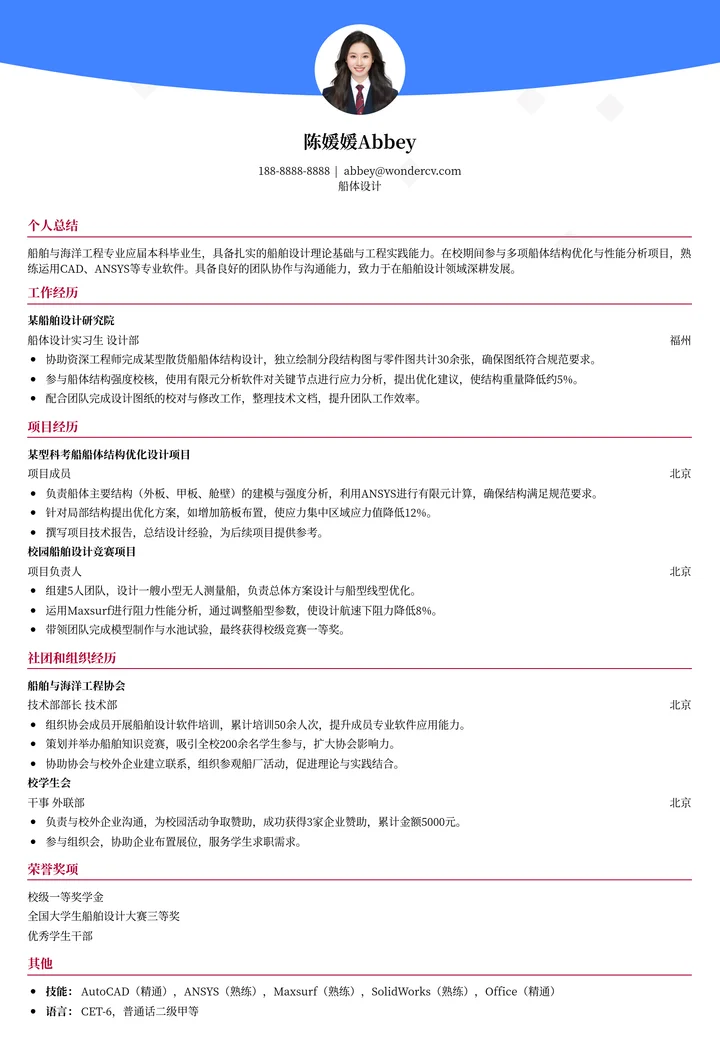 陈媛媛Abbey
188-8888-8888 | abbey@wondercv.com
船体设计
个人总结
船舶与海洋工程专业应届本科毕业生，具备扎实的船舶设计理论基础与工程实践能力。在校期间参与多项船体结构优化与性能分析项目，熟
练运用CAD、ANSYS等专业软件。具备良好的团队协作与沟通能力，致力于在船舶设计领域深耕发展。
工作经历
某船舶设计研究院
船体设计实习生 设计部 福州
• 协助资深工程师完成某型散货船船体结构设计，独立绘制分段结构图与零件图共计30余张，确保图纸符合规范要求。
• 参与船体结构强度校核，使用有限元分析软件对关键节点进行应力分析，提出优化建议，使结构重量降低约5%。
• 配合团队完成设计图纸的校对与修改工作，整理技术文档，提升团队工作效率。
项目经历
某型科考船船体结构优化设计项目
项目成员 北京
• 负责船体主要结构（外板、甲板、舱壁）的建模与强度分析，利用ANSYS进行有限元计算，确保结构满足规范要求。
• 针对局部结构提出优化方案，如增加筋板布置，使应力集中区域应力值降低12%。
• 撰写项目技术报告，总结设计经验，为后续项目提供参考。
校园船舶设计竞赛项目
项目负责人 北京
• 组建5人团队，设计一艘小型无人测量船，负责总体方案设计与船型线型优化。
• 运用Maxsurf进行阻力性能分析，通过调整船型参数，使设计航速下阻力降低8%。
• 带领团队完成模型制作与水池试验，最终获得校级竞赛一等奖。
社团和组织经历
船舶与海洋工程协会
技术部部长 技术部 北京
• 组织协会成员开展船舶设计软件培训，累计培训50余人次，提升成员专业软件应用能力。
• 策划并举办船舶知识竞赛，吸引全校200余名学生参与，扩大协会影响力。
• 协助协会与校外企业建立联系，组织参观船厂活动，促进理论与实践结合。
校学生会
干事 外联部 北京
• 负责与校外企业沟通，为校园活动争取赞助，成功获得3家企业赞助，累计金额5000元。
• 参与组织会，协助企业布置展位，服务学生求职需求。
荣誉奖项
校级一等奖学金
全国大学生船舶设计大赛三等奖
优秀学生干部
其他
• 技能： AutoCAD（精通），ANSYS（熟练），Maxsurf（熟练），SolidWorks（熟练），Office（精通）
• 语言： CET-6，普通话二级甲等